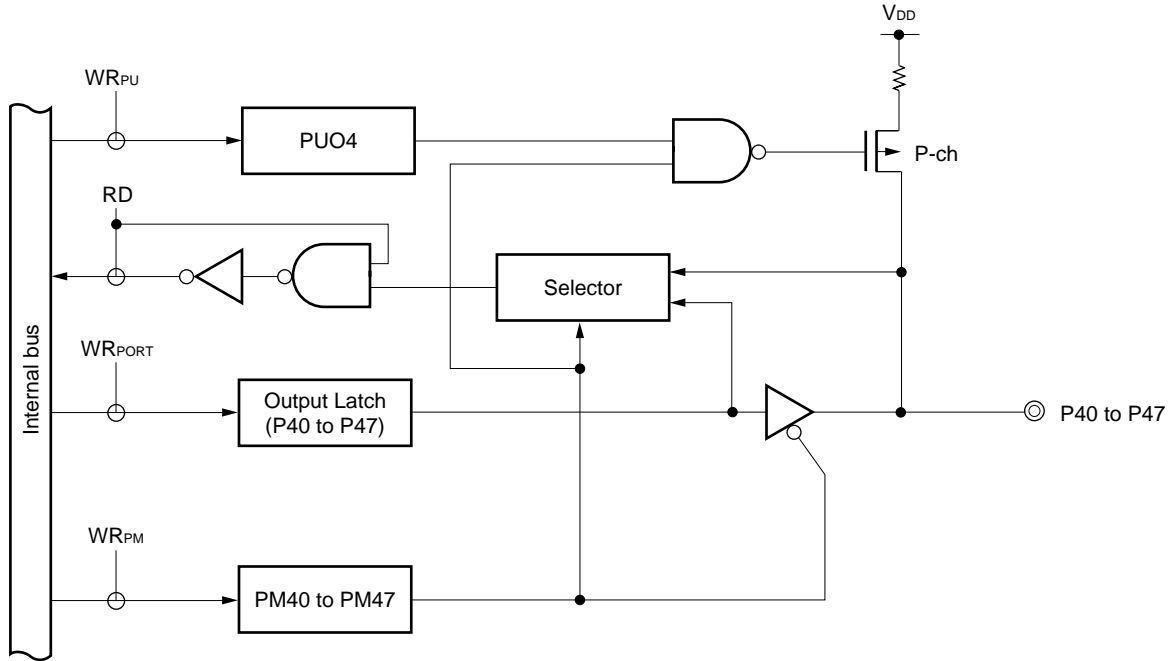 VDD
WRPU
PUO4
P-ch
RD
Selector
Internal bus
WRPORT
Output Latch
(P40 to P47)
P40 to P47
WRPM
PM40 to PM47